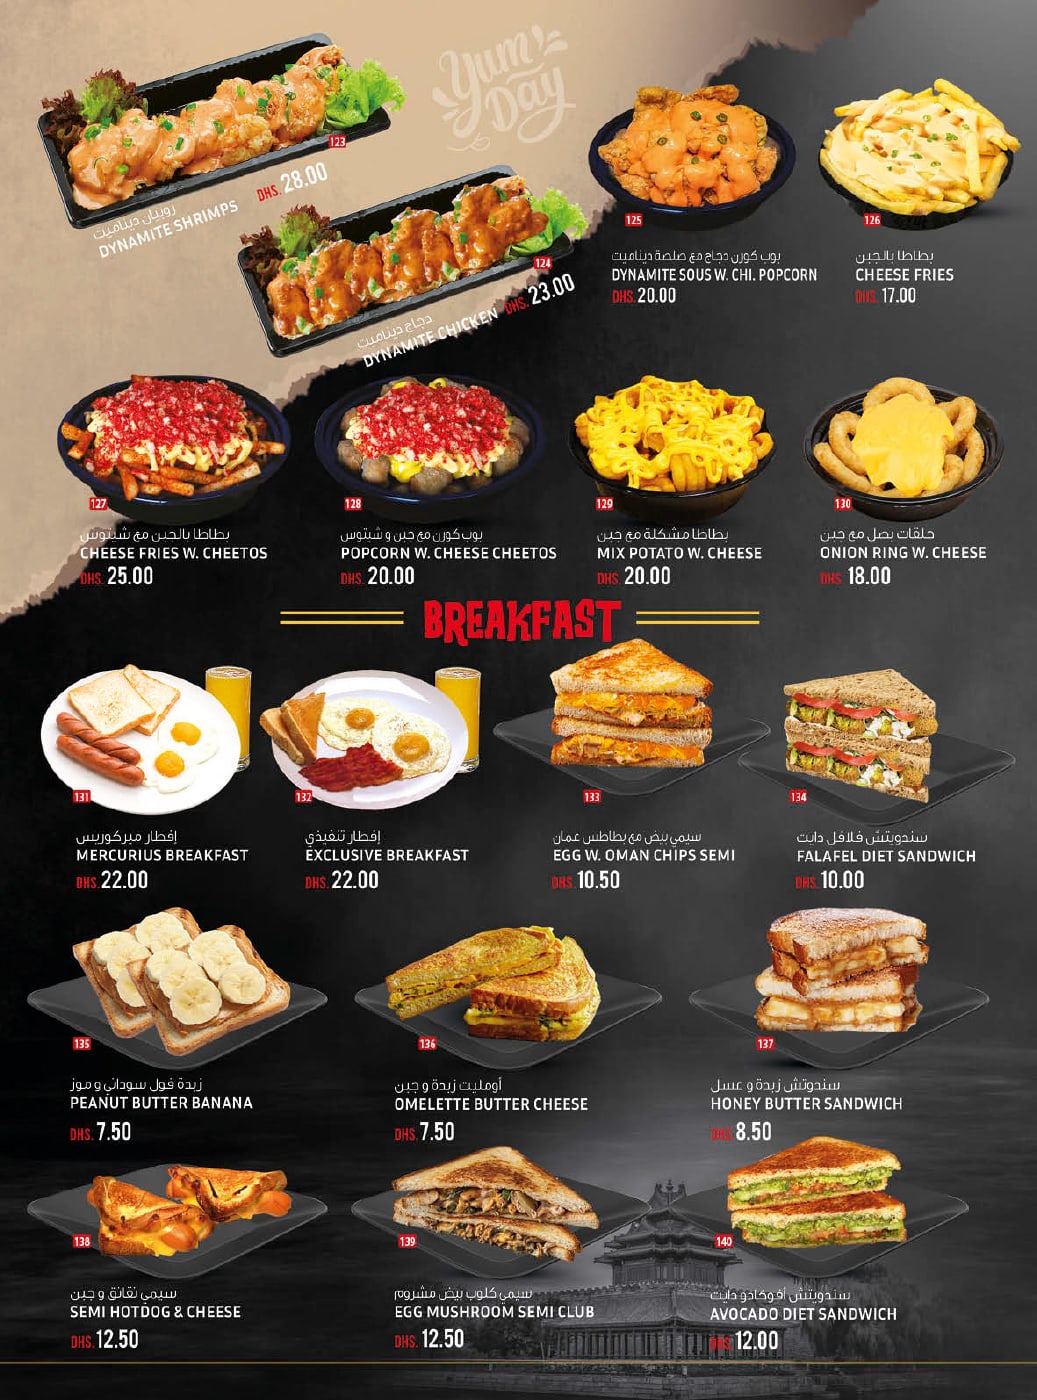 Yum
Day
123
DHS. 28.00
روبيان ديناميت
DYNAMITE SHRIMPS
124
DHS. 23.00
دجاج ديناميت
DYNAMITE CHICKEN
125
بوب كورن دجاج مع صلصة ديناميت
DYNAMITE SOUS W. CHI. POPCORN
DHS. 20.00
126
بطاطا بالجبن
CHEESE FRIES
DHS. 17.00
127
بطاطا بالجبن مع شيتوس
CHEESE FRIES W. CHEETOS
DHS. 25.00
128
بوب كورن مع جبن و شيتوس
POPCORN W. CHEESE CHEETOS
DHS. 20.00
129
بطاطا مشكلة مع جبن
MIX POTATO W. CHEESE
DHS. 20.00
130
حلقات بصل مع جبن
ONION RING W. CHEESE
DHS. 18.00
BREAKFAST
131
إفطار ميركوريس
MERCURIUS BREAKFAST
DHS. 22.00
132
إفطار تنفيذي
EXCLUSIVE BREAKFAST
DHS. 22.00
133
سيمي بيض مع بطاطس عمان
EGG W. OMAN CHIPS SEMI
DHS. 10.50
134
سندويتش فلافل دايت
FALAFEL DIET SANDWICH
DHS. 10.00
135
زبدة فول سوداني و موز
PEANUT BUTTER BANANA
DHS. 7.50
136
أومليت زبدة و جبن
OMELETTE BUTTER CHEESE
DHS. 7.50
137
سندوتش زبدة و عسل
HONEY BUTTER SANDWICH
DHS. 8.50
138
سيمي نقانق و جبن
SEMI HOTDOG & CHEESE
DHS. 12.50
139
سيمي كلوب بيض مشروم
EGG MUSHROOM SEMI CLUB
DHS. 12.50
140
سندويتش أفوكادو دايت
AVOCADO DIET SANDWICH
DHS. 12.00